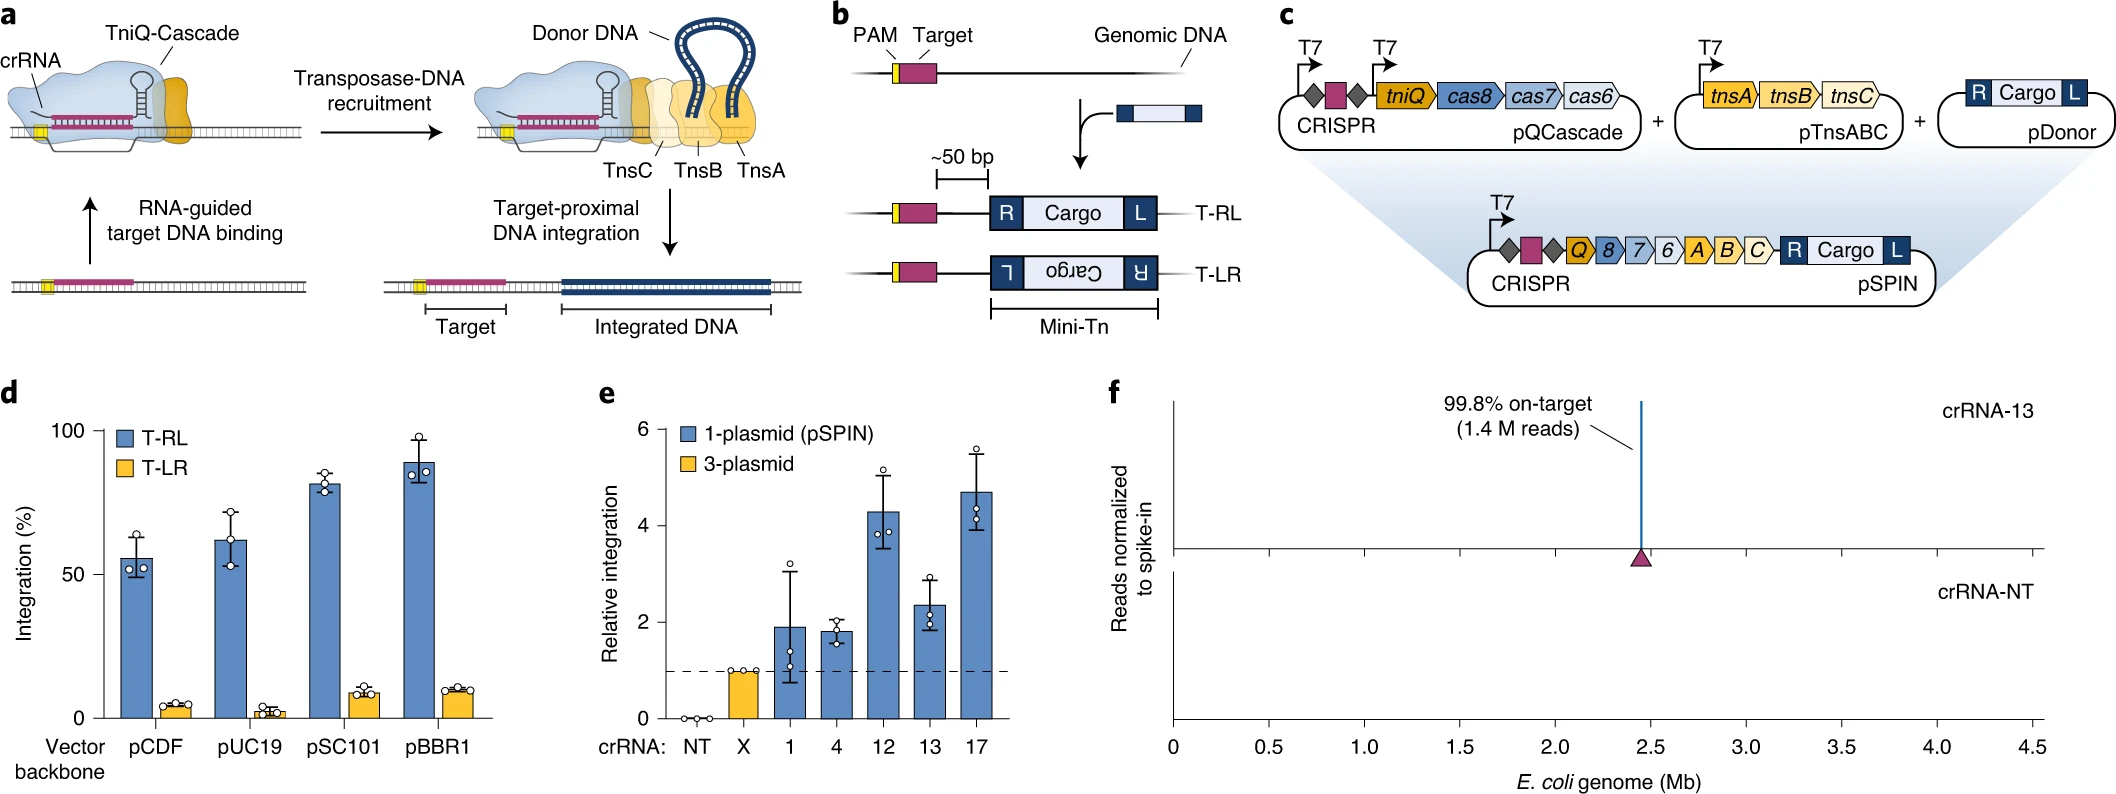 a
TniQ-Cascade
crRNA
Transposase-DNA
recruitment
Donor DNA
TnsC
TnsB
TnsA
RNA-guided
target DNA binding
Target-proximal
DNA integration
Target
Integrated DNA
b
PAM
Target
Genomic DNA
~50 bp
R
Cargo
L
T-RL
L
Cargo
R
T-LR
Mini-Tn
c
T7
T7
tniQ
cas8
cas7
cas6
CRISPR
pQCascade
+
T7
tnsA
tnsB
tnsC
pTnsABC
+
R
Cargo
L
pDonor
T7
Q
8
7
6
A
B
C
R
Cargo
L
CRISPR
pSPIN
d
Integration (%)
100
50
0
T-RL
T-LR
Vector
backbone
pCDF
pUC19
pSC101
pBBR1
e
Relative integration
6
4
2
0
1-plasmid (pSPIN)
3-plasmid
crRNA:
NT
X
1
4
12
13
17
f
99.8% on-target
(1.4 M reads)
crRNA-13
crRNA-NT
Reads normalized
to spike-in
0
0.5
1.0
1.5
2.0
2.5
3.0
3.5
4.0
4.5
E. coli genome (Mb)